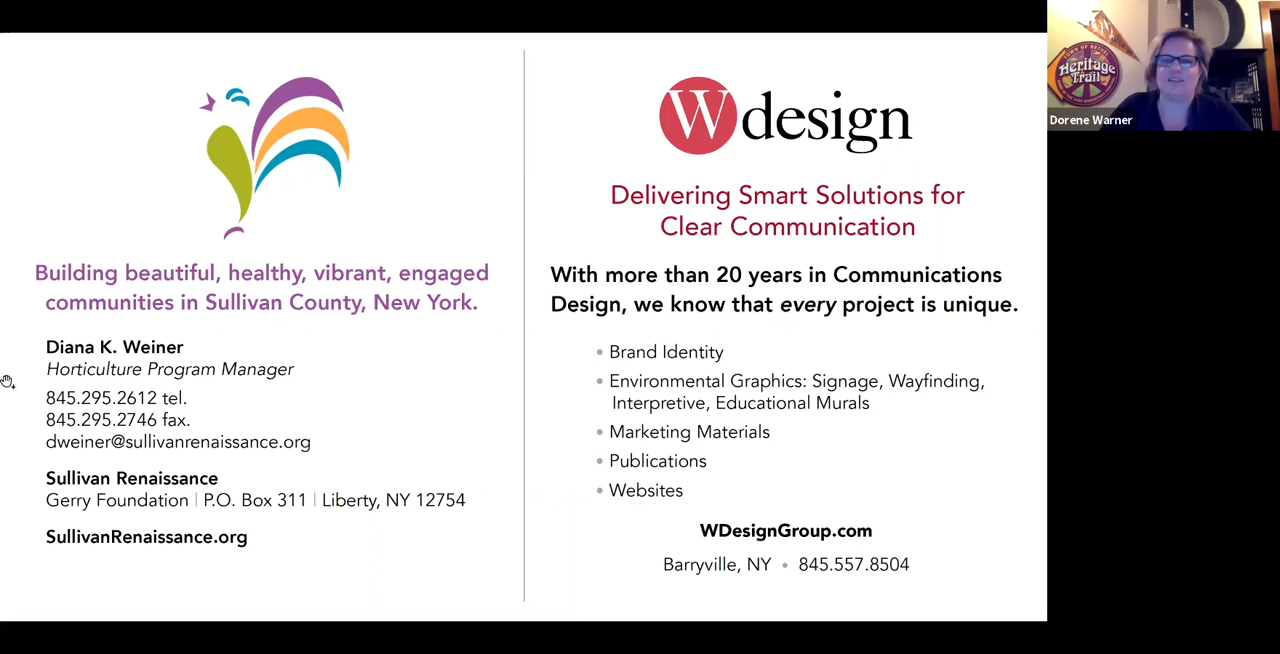 Building beautiful, healthy, vibrant, engaged
communities in Sullivan County, New York.
Diana K. Weiner
Horticulture Program Manager
845.295.2612 tel.
845.295.2746 fax.
dweiner@sullivanrenaissance.org
Sullivan Renaissance
Gerry Foundation | P.O. Box 311 | Liberty, NY 12754
SullivanRenaissance.org
W design
Delivering Smart Solutions for
Clear Communication
With more than 20 years in Communications
Design, we know that every project is unique.
• Brand Identity
• Environmental Graphics: Signage, Wayfinding,
Interpretive, Educational Murals
• Marketing Materials
• Publications
• Websites
WDesignGroup.com
Barryville, NY • 845.557.8504
TOWN OF BETHEL
Heritage
Trail
Dorene Warner